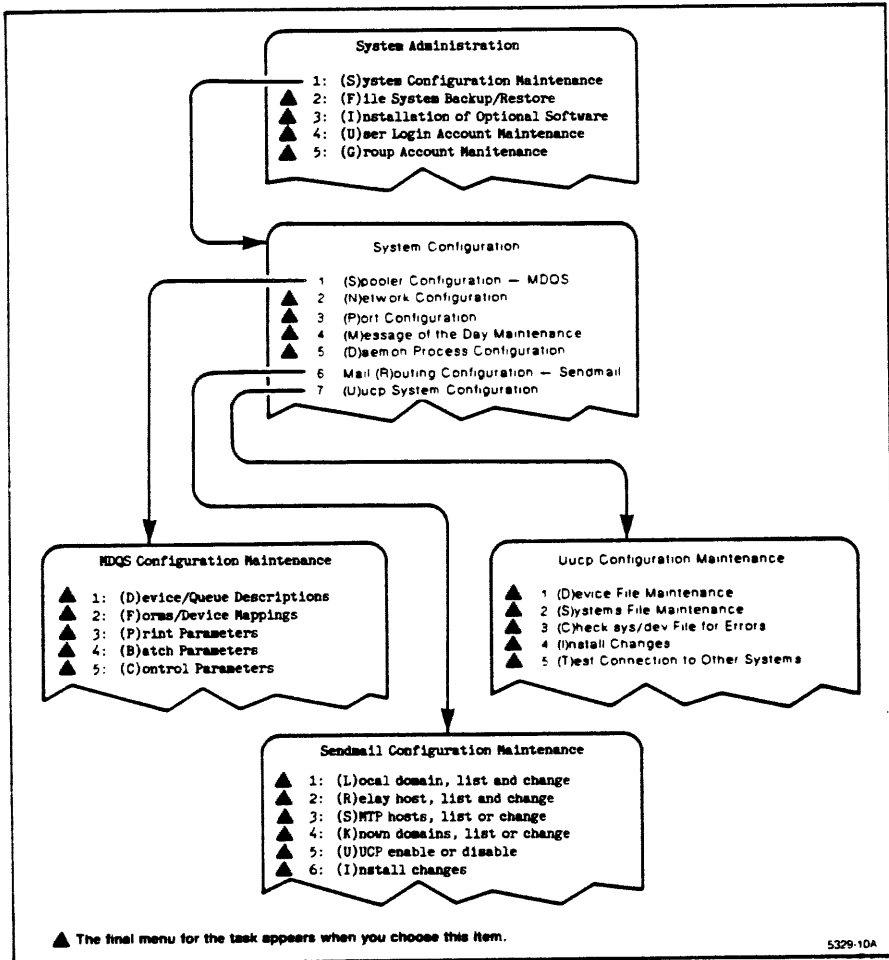 System Administration
1: (S)ystem Configuration Maintenance
2: (F)ile System Backup/Restore
3: (I)nstallation of Optional Software
4: (U)ser Login Account Maintenance
5: (G)roup Account Manitenance
System Configuration
1 (S)pooler Configuration — MDQS
2 (N)etwork Configuration
3 (P)ort Configuration
4 (M)essage of the Day Maintenance
5 (D)aemon Process Configuration
6 Mail (R)outing Configuration — Sendmail
7 (U)ucp System Configuration
MDQS Configuration Maintenance
1: (D)evice/Queue Descriptions
2: (F)orms/Device Mappings
3: (P)rint Parameters
4: (B)atch Parameters
5: (C)ontrol Parameters
Uucp Configuration Maintenance
1 (D)evice File Maintenance
2 (S)ystems File Maintenance
3 (C)heck sys/dev File for Errors
4 (I)nstall Changes
5 (T)est Connection to Other Systems
Sendmail Configuration Maintenance
1: (L)ocal domain, list and change
2: (R)elay host, list and change
3: (S)MTP hosts, list or change
4: (K)nown domains, list or change
5: (U)UCP enable or disable
6: (I)nstall changes
▲ The final menu for the task appears when you choose this item.
5329-10A